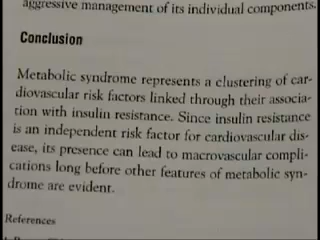 aggressive management of its individual components.
Conclusion
Metabolic syndrome represents a clustering of car-
diovascular risk factors linked through their associa-
tion with insulin resistance. Since insulin resistance
is an independent risk factor for cardiovascular dis-
ease, its presence can lead to macrovascular compli-
cations long before other features of metabolic syn-
drome are evident.
References